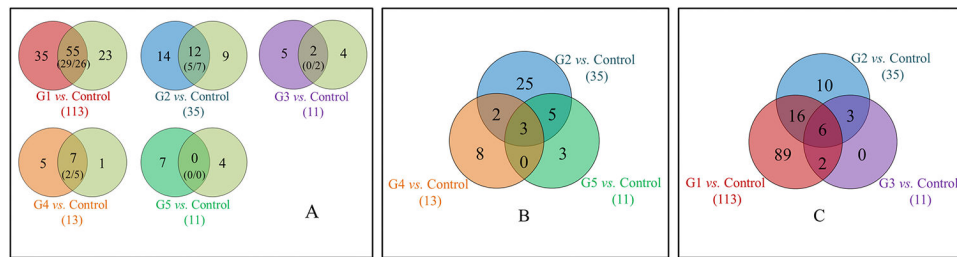 35 55 23
(29/26)
G1 vs. Control
(113)
14 12 9
(5/7)
G2 vs. Control
(35)
5 2 4
(0/2)
G3 vs. Control
(11)
5 7 1
(2/5)
G4 vs. Control
(13)
7 0 4
(0/0)
G5 vs. Control
(11)
A
G2 vs. Control
(35)
25
2 5
3
8 0 3
G4 vs. Control
(13)
G5 vs. Control
(11)
B
G2 vs. Control
(35)
10
16 3
6
89 2 0
G1 vs. Control
(113)
G3 vs. Control
(11)
C